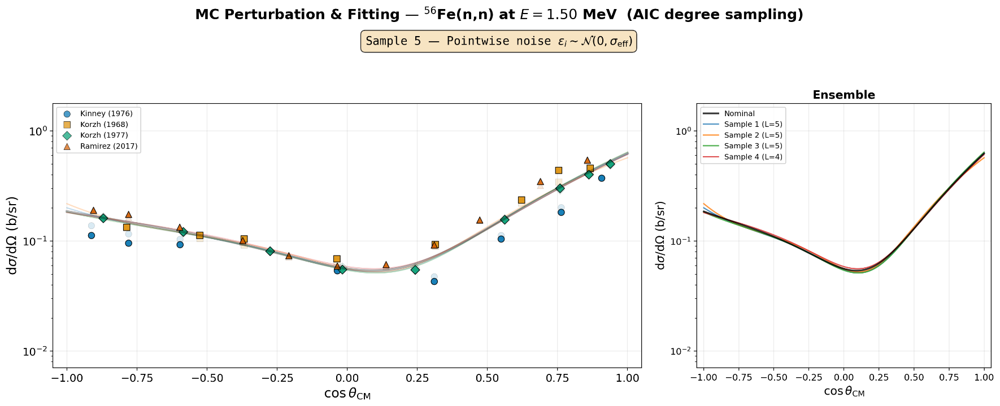 MC Perturbation & Fitting — ⁵⁶Fe(n,n) at E = 1.50 MeV (AIC degree sampling)
Sample 5 — Pointwise noise εᵢ ~ 𝒩(0, σ_eff)
Kinney (1976)
Korzh (1968)
Korzh (1977)
Ramirez (2017)
10⁰
10⁻¹
10⁻²
dσ/dΩ (b/sr)
−1.00 −0.75 −0.50 −0.25 0.00 0.25 0.50 0.75 1.00
cos θ_CM
Ensemble
Nominal
Sample 1 (L=5)
Sample 2 (L=5)
Sample 3 (L=5)
Sample 4 (L=4)
10⁰
10⁻¹
10⁻²
dσ/dΩ (b/sr)
−1.00 −0.75 −0.50 −0.25 0.00 0.25 0.50 0.75 1.00
cos θ_CM